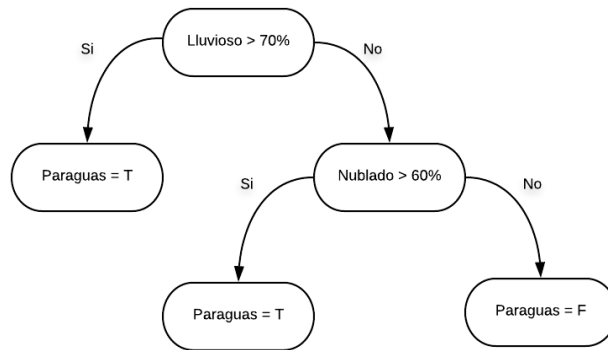 Lluvioso > 70%
Si
No
Paraguas = T
Nublado > 60%
Si
No
Paraguas = T
Paraguas = F